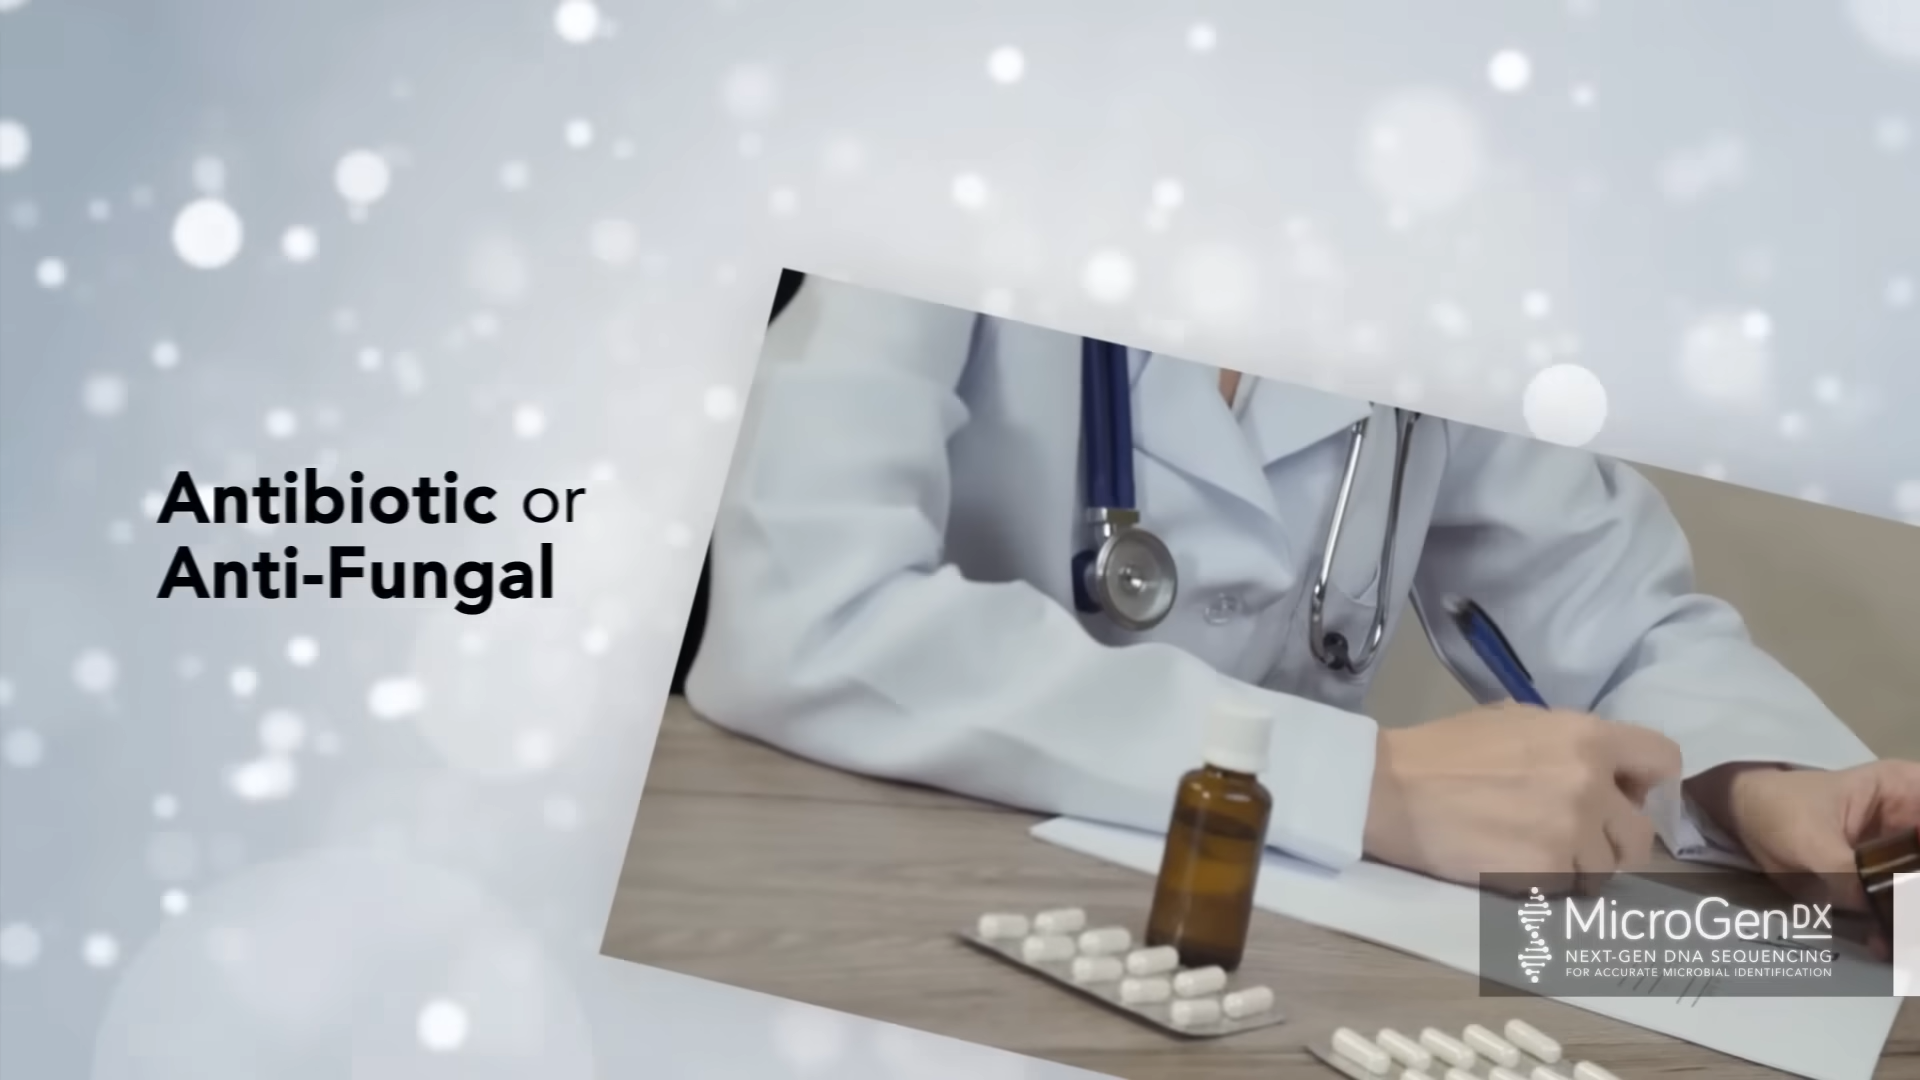 Antibiotic or
Anti-Fungal
MicroGenDX
NEXT-GEN DNA SEQUENCING
FOR ACCURATE MICROBIAL IDENTIFICATION